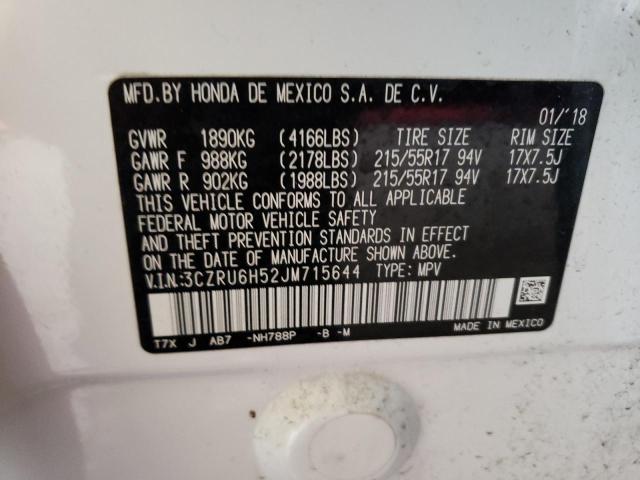 MFD.BY HONDA DE MEXICO S.A. DE C.V.
01/'18
GVWR 1890KG (4166LBS) TIRE SIZE RIM SIZE
GAWR F 988KG (2178LBS) 215/55R17 94V 17X7.5J
GAWR R 902KG (1988LBS) 215/55R17 94V 17X7.5J
THIS VEHICLE CONFORMS TO ALL APPLICABLE
FEDERAL MOTOR VEHICLE SAFETY
AND THEFT PREVENTION STANDARDS IN EFFECT
ON THE DATE OF MANUFACTURE SHOWN ABOVE.
V.I.N:3CZRU6H52JM715644 TYPE: MPV
T7X J AB7 -NH788P -B -M
MADE IN MEXICO